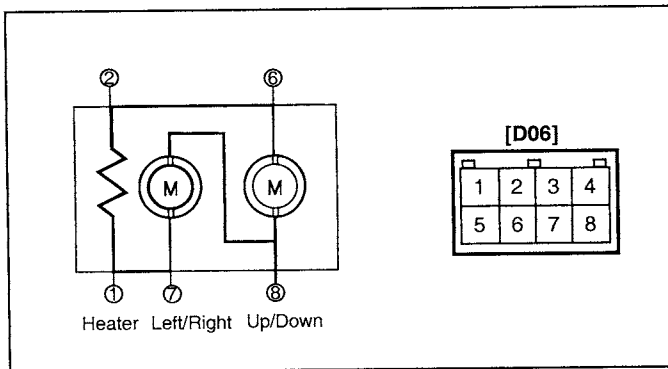 ② ⑥
M M
① ⑦ ⑧
Heater Left/Right Up/Down
[D06]
1 2 3 4
5 6 7 8